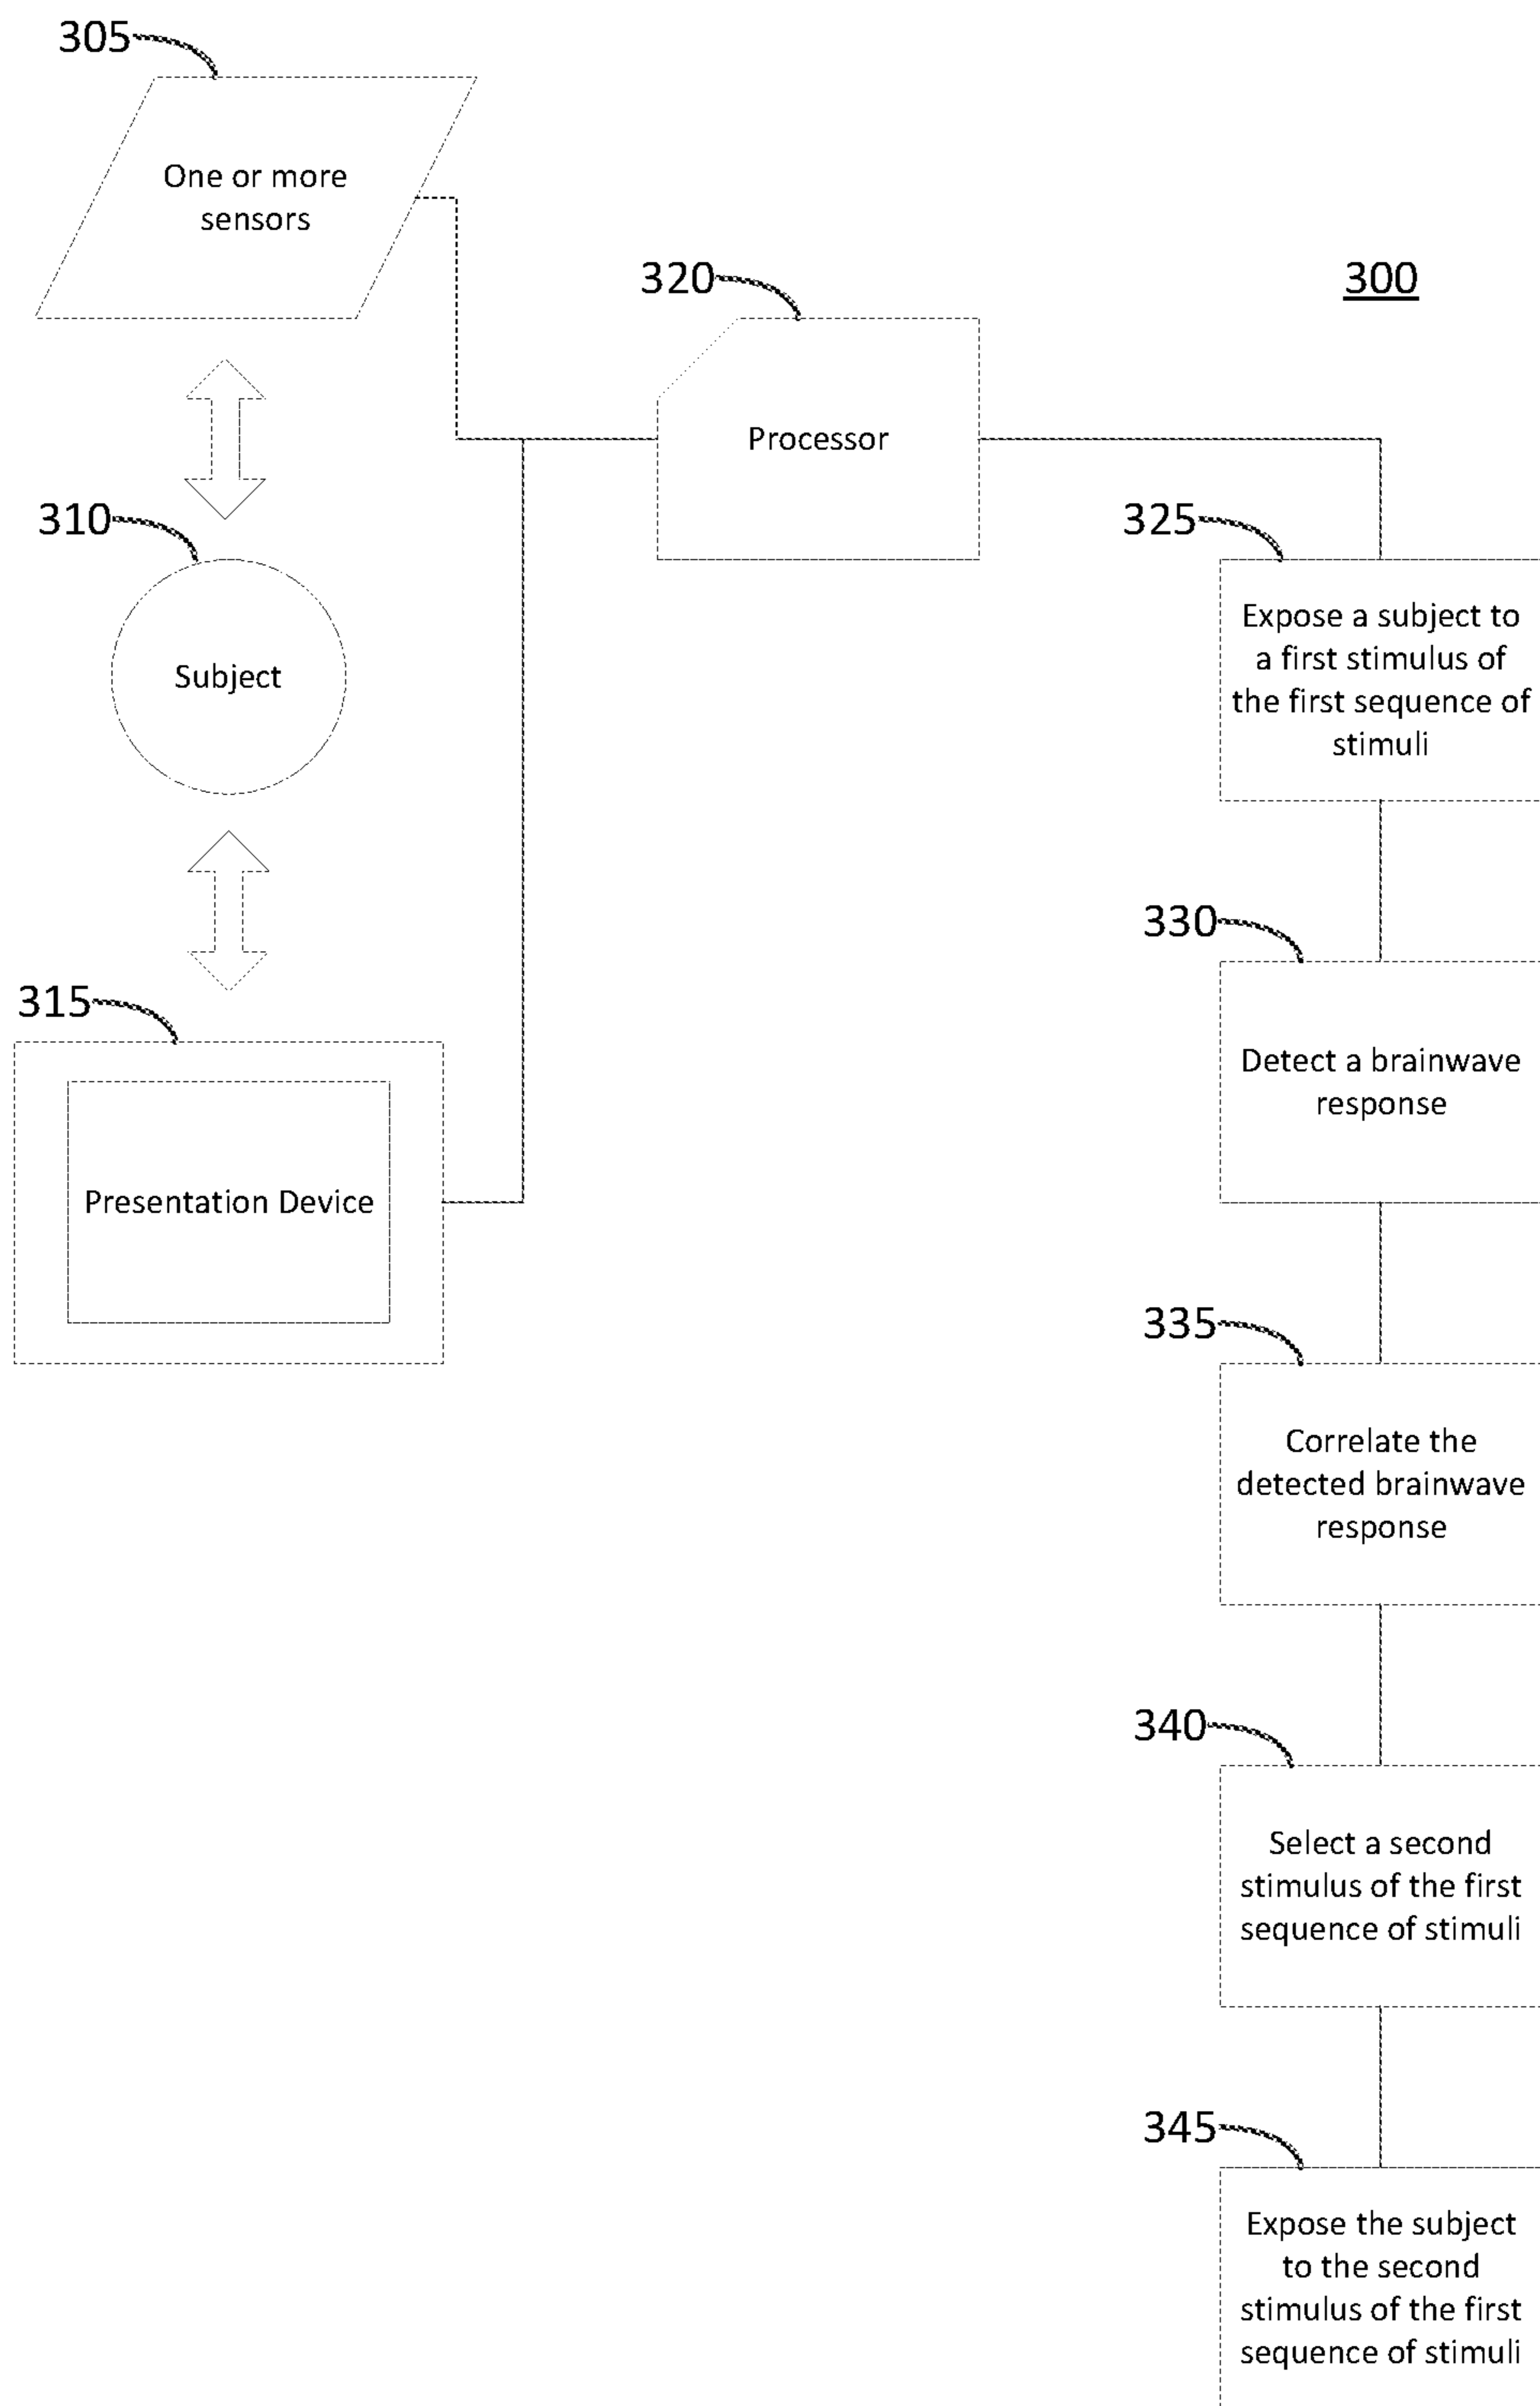 305
One or more
sensors
320
300
Processor
310
Subject
325
Expose a subject to
a first stimulus of
the first sequence of
stimuli
330
Detect a brainwave
response
315
Presentation Device
335
Correlate the
detected brainwave
response
340
Select a second
stimulus of the first
sequence of stimuli
345
Expose the subject
to the second
stimulus of the first
sequence of stimuli